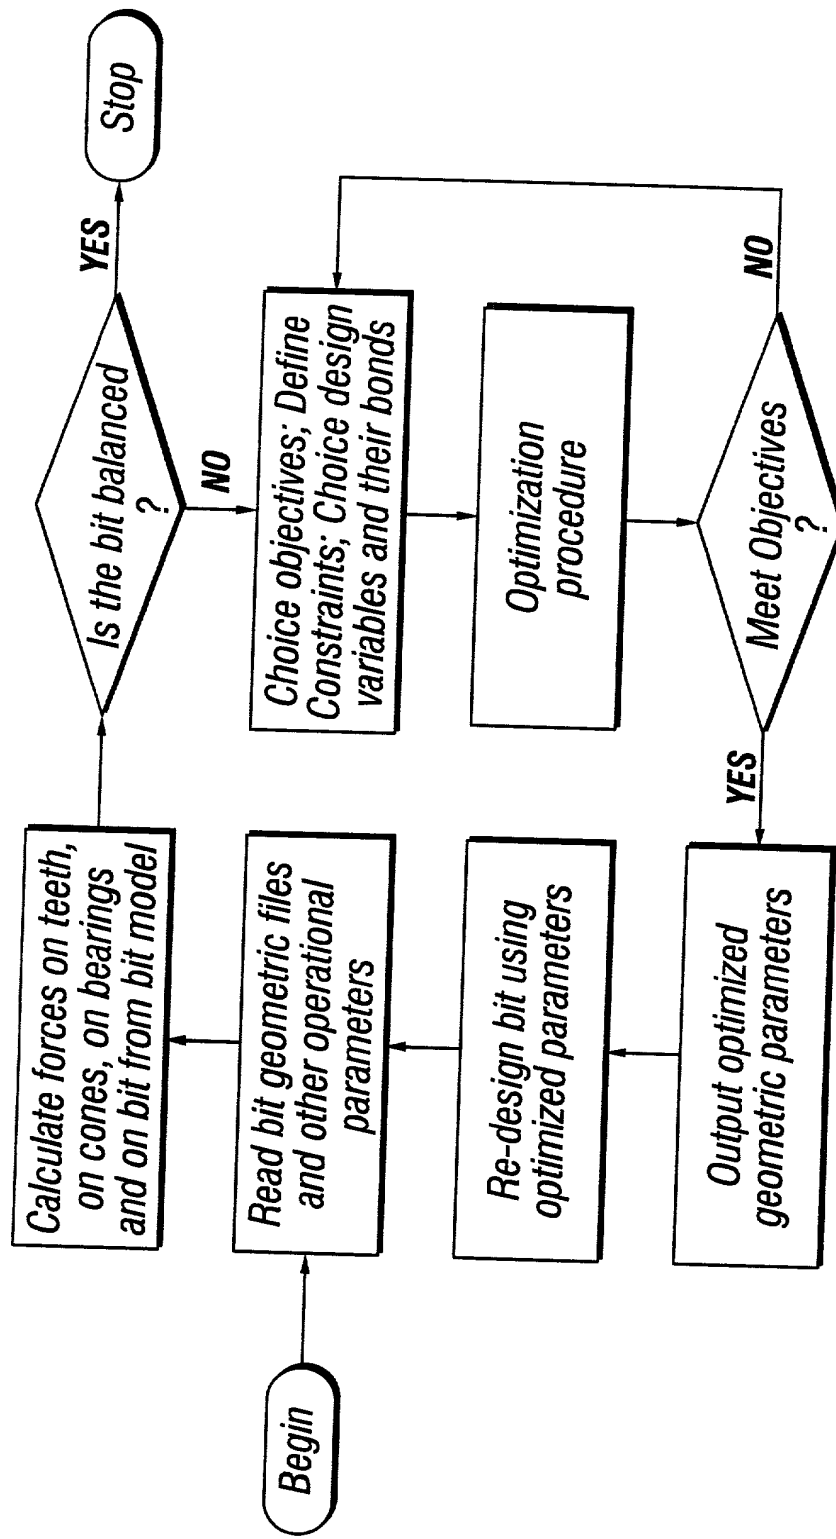 Begin
Read bit geometric files
and other operational
parameters
Calculate forces on teeth,
on cones, on bearings
and on bit from bit model
Is the bit balanced
?
YES
Stop
NO
Choice objectives; Define
Constraints; Choice design
variables and their bonds
Optimization
procedure
Meet Objectives
?
NO
YES
Output optimized
geometric parameters
Re-design bit using
optimized parameters